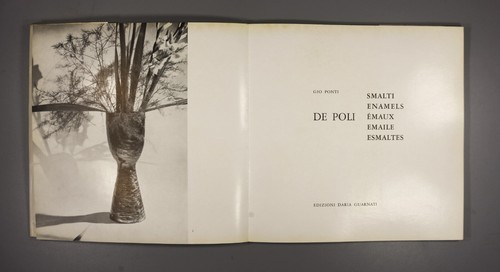 GIO PONTI
DE POLI
SMALTI
ENAMELS
ÉMAUX
EMAILE
ESMALTES
EDIZIONI DARIA GUARNATI